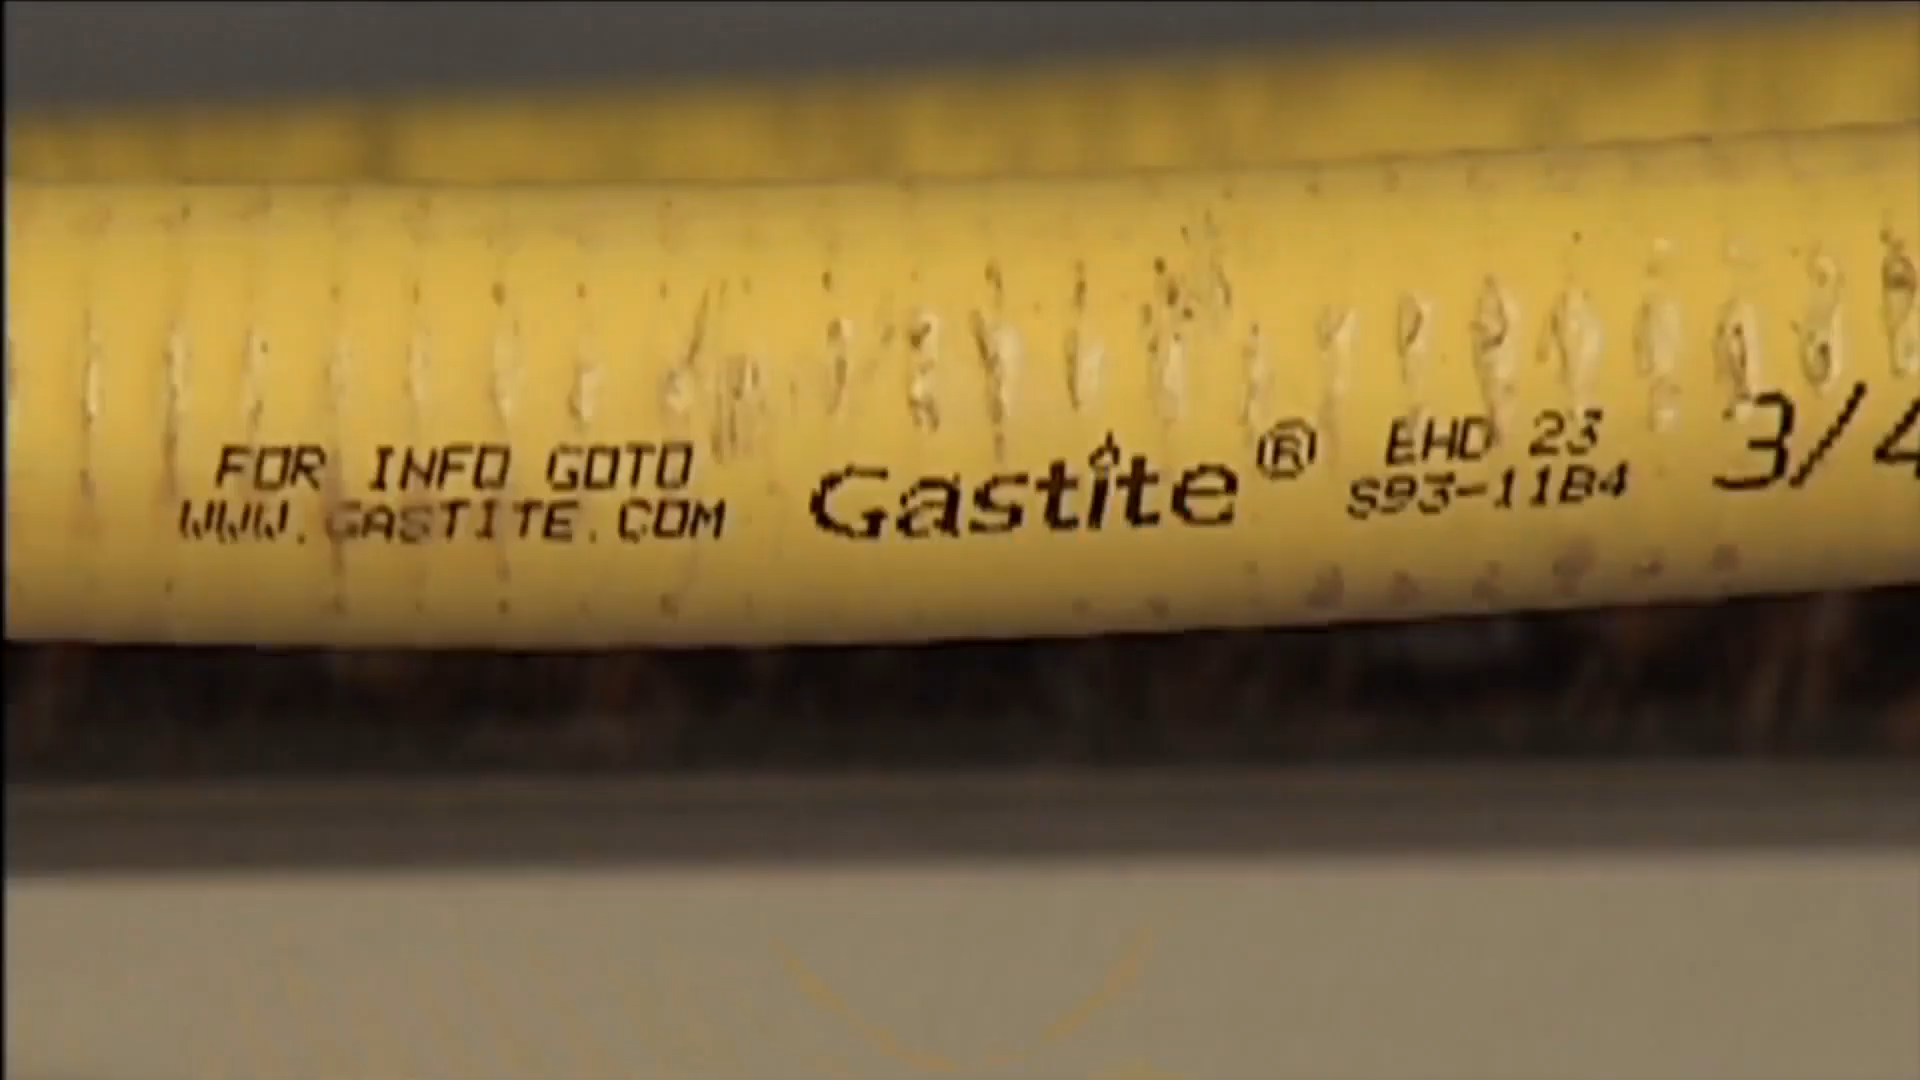 FOR INFO GOTO
WWW.GASTITE.COM
Gastite®
EHD 23
S93-11B4
3/4